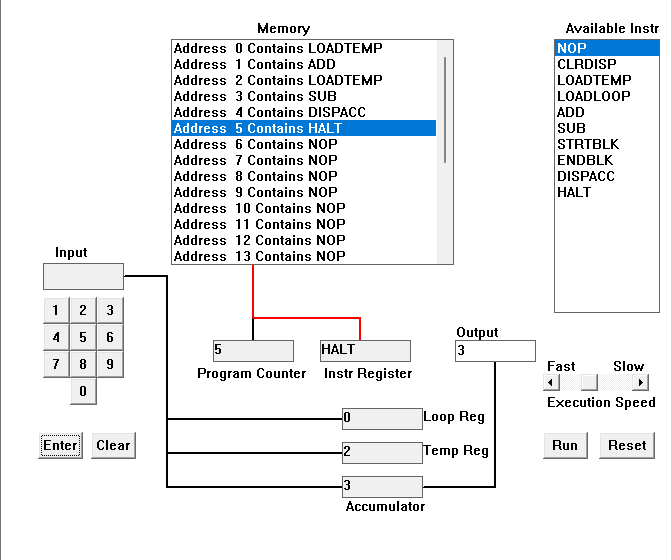 Memory
Available Instr
Address 0 Contains LOADTEMP
Address 1 Contains ADD
Address 2 Contains LOADTEMP
Address 3 Contains SUB
Address 4 Contains DISPACC
Address 5 Contains HALT
Address 6 Contains NOP
Address 7 Contains NOP
Address 8 Contains NOP
Address 9 Contains NOP
Address 10 Contains NOP
Address 11 Contains NOP
Address 12 Contains NOP
Address 13 Contains NOP
NOP
CLRDISP
LOADTEMP
LOADLOOP
ADD
SUB
STRTBLK
ENDBLK
DISPACC
HALT
Input
1 2 3
4 5 6
7 8 9
0
Enter Clear
5
Program Counter
HALT
Instr Register
Output
3
Fast Slow
Execution Speed
Run Reset
0 Loop Reg
2 Temp Reg
3
Accumulator